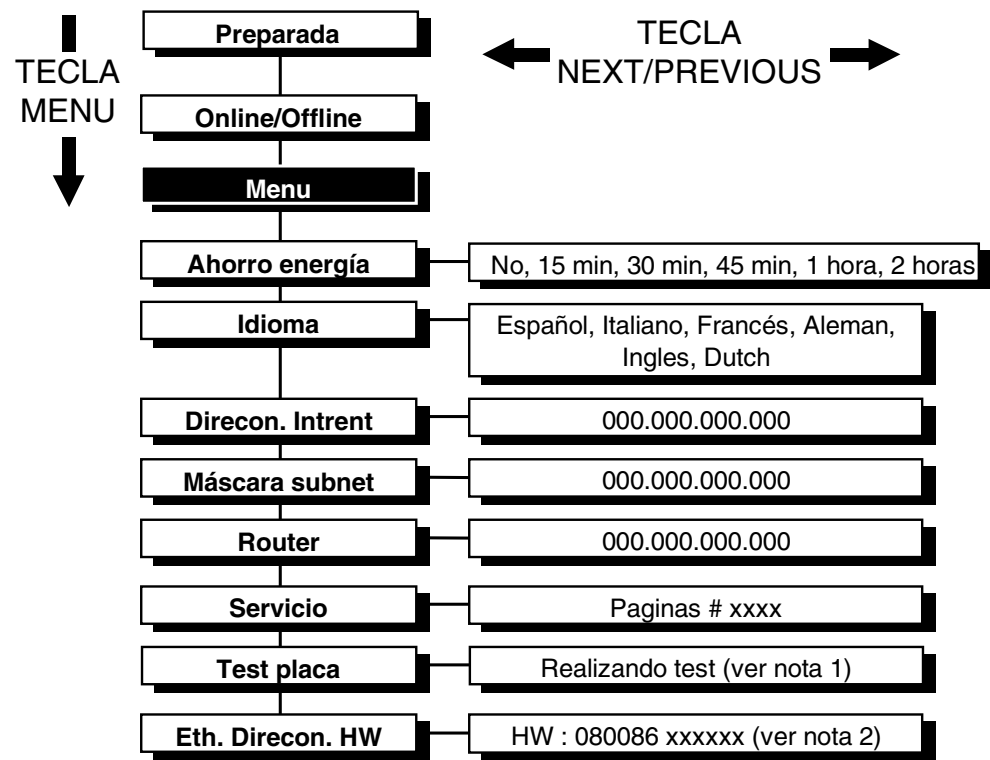 TECLA
MENU
TECLA
NEXT/PREVIOUS
Preparada
Online/Offline
Menu
Ahorro energía
No, 15 min, 30 min, 45 min, 1 hora, 2 horas
Idioma
Español, Italiano, Francés, Aleman,
Ingles, Dutch
Direcon. Intrent
000.000.000.000
Máscara subnet
000.000.000.000
Router
000.000.000.000
Servicio
Paginas # xxxx
Test placa
Realizando test (ver nota 1)
Eth. Direcon. HW
HW : 080086 xxxxxx (ver nota 2)